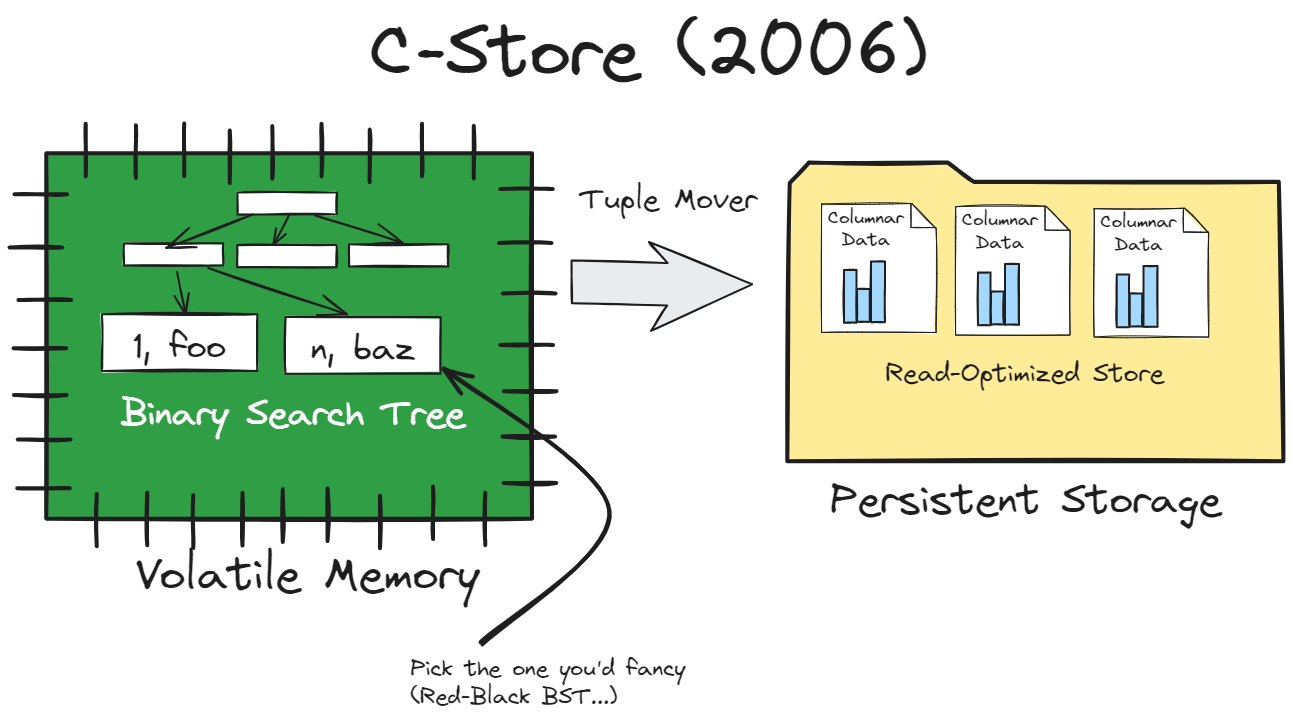 C-Store (2006)
1, foo
n, baz
Binary Search Tree
Volatile Memory
Pick the one you'd fancy
(Red-Black BST...)
Tuple Mover
Columnar
Data
Columnar
Data
Columnar
Data
Read-Optimized Store
Persistent Storage